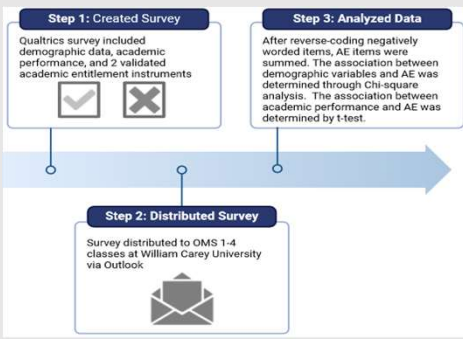 Step 1: Created Survey
Qualtrics survey included
demographic data, academic
performance, and 2 validated
academic entitlement instruments
Step 3: Analyzed Data
After reverse-coding negatively
worded items, AE items were
summed. The association between
demographic variables and AE was
determined through Chi-square
analysis. The association between
academic performance and AE was
determined by t-test.
Step 2: Distributed Survey
Survey distributed to OMS 1-4
classes at William Carey University
via Outlook